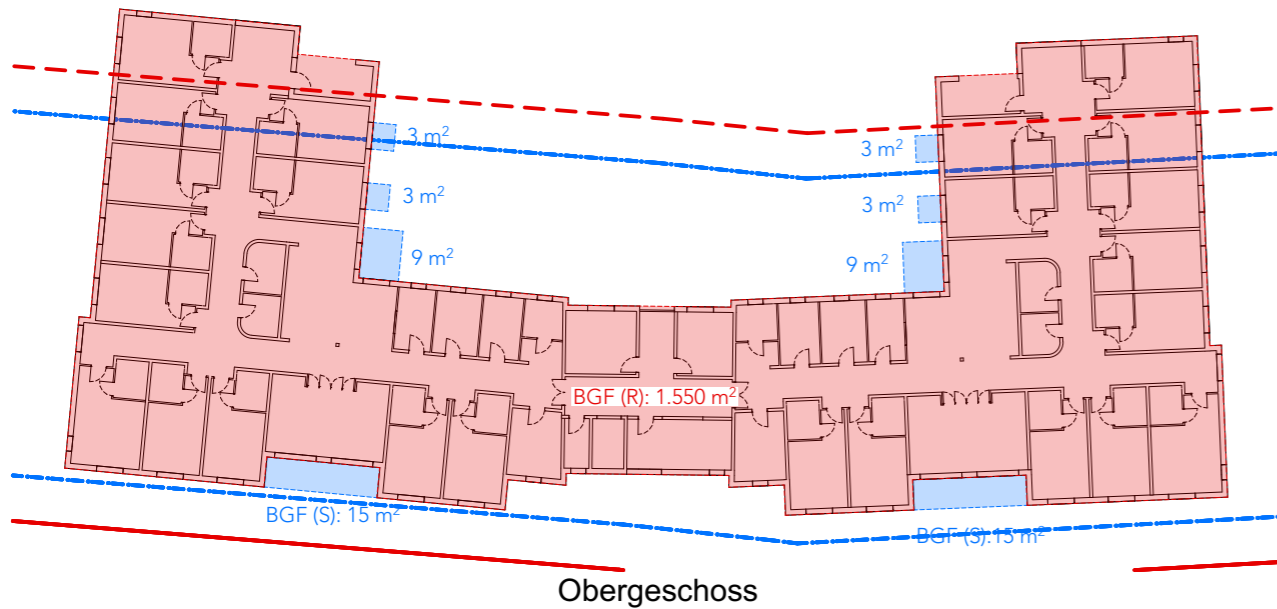 3 m²
3 m²
3 m²
3 m²
9 m²
9 m²
BGF (R): 1.550 m²
BGF (S): 15 m²
BGF (S):15 m²
Obergeschoss